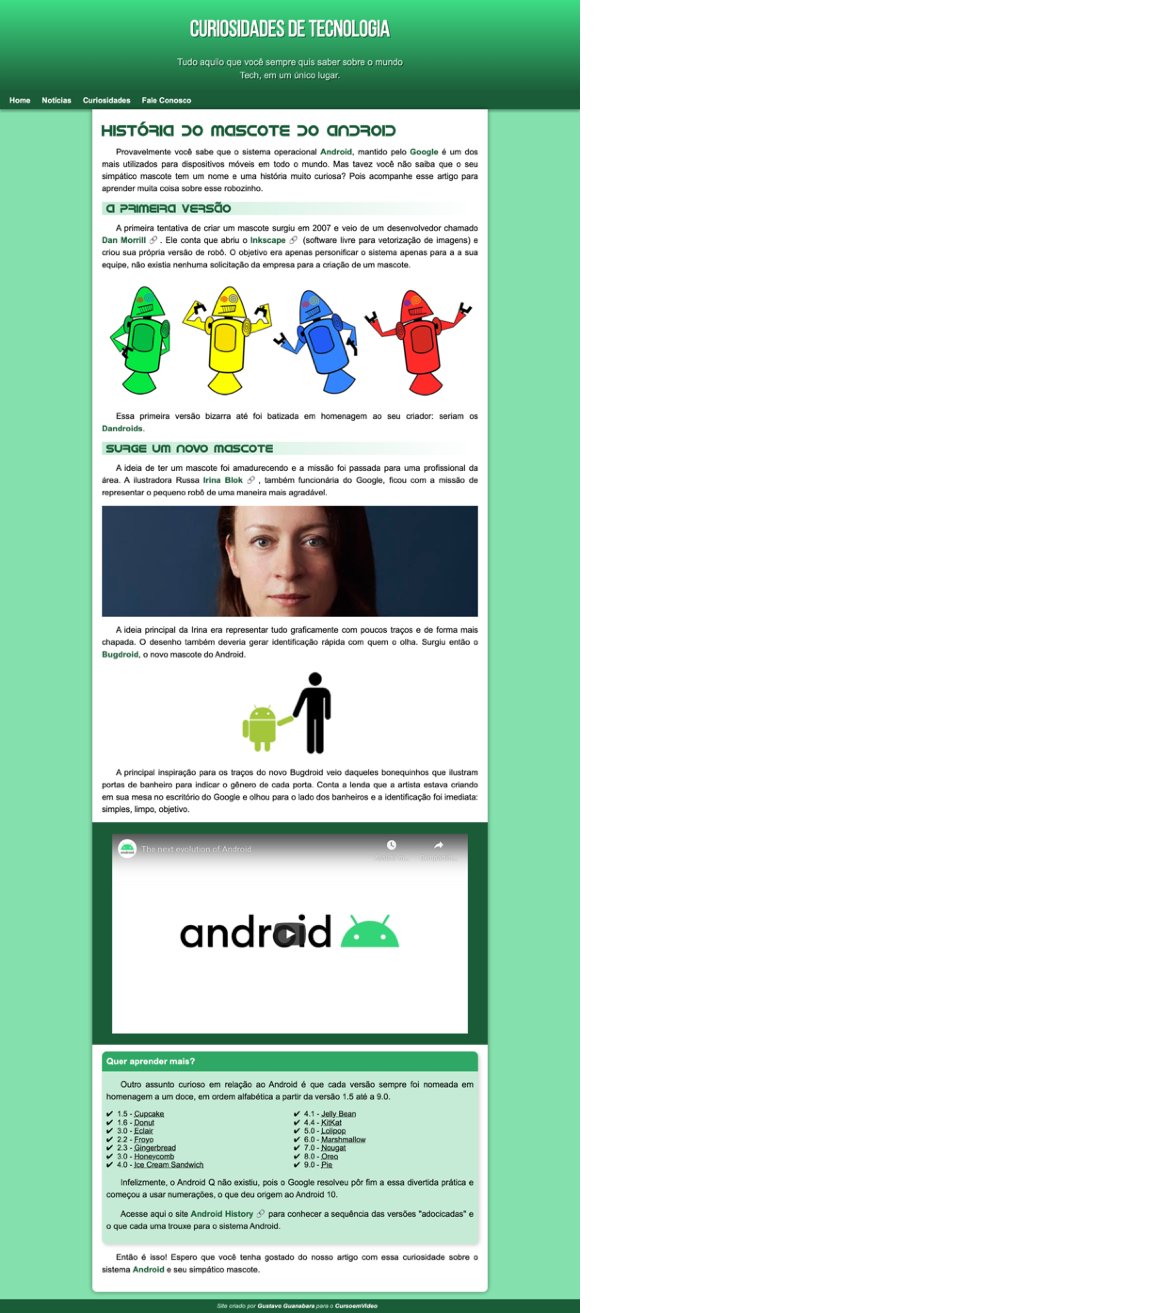 CURIOSIDADES DE TECNOLOGIA
Tudo aquilo que você sempre quis saber sobre o mundo
Tech, em um único lugar.
Home Notícias Curiosidades Fale Conosco
HISTÓRIA DO MASCOTE DO ANDROID
Provavelmente você sabe que o sistema operacional Android, mantido pelo Google é um dos
mais utilizados para dispositivos móveis em todo o mundo. Mas tavez você não saiba que o seu
simpático mascote tem um nome e uma história muito curiosa? Pois acompanhe esse artigo para
aprender muita coisa sobre esse robozinho.
A PRIMEIRA VERSÃO
A primeira tentativa de criar um mascote surgiu em 2007 e veio de um desenvolvedor chamado
Dan Morrill 🔗 . Ele conta que abriu o Inkscape 🔗 (software livre para vetorização de imagens) e
criou sua própria versão de robô. O objetivo era apenas personificar o sistema apenas para a a sua
equipe, não existia nenhuma solicitação da empresa para a criação de um mascote.
Essa primeira versão bizarra até foi batizada em homenagem ao seu criador: seriam os
Dandroids.
SURGE UM NOVO MASCOTE
A ideia de ter um mascote foi amadurecendo e a missão foi passada para uma profissional da
área. A ilustradora Russa Irina Blok 🔗 , também funcionária do Google, ficou com a missão de
representar o pequeno robô de uma maneira mais agradável.
A ideia principal da Irina era representar tudo graficamente com poucos traços e de forma mais
chapada. O desenho também deveria gerar identificação rápida com quem o olha. Surgiu então o
Bugdroid, o novo mascote do Android.
A principal inspiração para os traços do novo Bugdroid veio daqueles bonequinhos que ilustram
portas de banheiro para indicar o gênero de cada porta. Conta a lenda que a artista estava criando
em sua mesa no escritório do Google e olhou para o lado dos banheiros e a identificação foi imediata:
simples, limpo, objetivo.
android The next evolution of Android
android
Quer aprender mais?
Outro assunto curioso em relação ao Android é que cada versão sempre foi nomeada em
homenagem a um doce, em ordem alfabética a partir da versão 1.5 até a 9.0.
✔ 1.5 - Cupcake
✔ 1.6 - Donut
✔ 3.0 - Eclair
✔ 2.2 - Froyo
✔ 2.3 - Gingerbread
✔ 3.0 - Honeycomb
✔ 4.0 - Ice Cream Sandwich
✔ 4.1 - Jelly Bean
✔ 4.4 - KitKat
✔ 5.0 - Lolipop
✔ 6.0 - Marshmallow
✔ 7.0 - Nougat
✔ 8.0 - Oreo
✔ 9.0 - Pie
Infelizmente, o Android Q não existiu, pois o Google resolveu pôr fim a essa divertida prática e
começou a usar numerações, o que deu origem ao Android 10.
Acesse aqui o site Android History 🔗 para conhecer a sequência das versões "adocicadas" e
o que cada uma trouxe para o sistema Android.
Então é isso! Espero que você tenha gostado do nosso artigo com essa curiosidade sobre o
sistema Android e seu simpático mascote.
Site criado por Gustavo Guanabara para o CursoemVideo